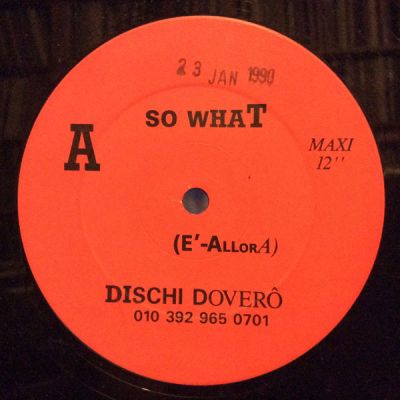 23 JAN 1990
SO WHAT
A
MAXI
12''
(E'-ALLORA)
DISCHI DOVERÔ
010 392 965 0701